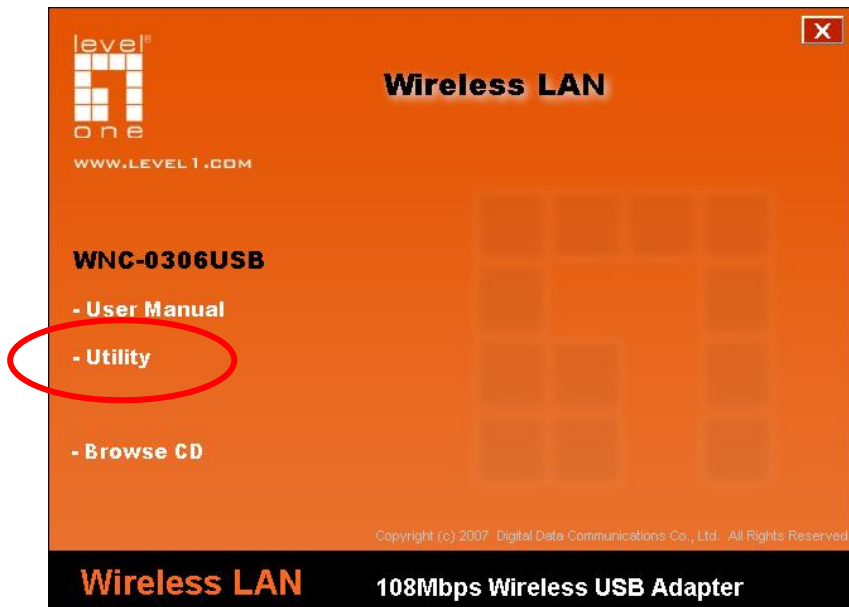 level®
one
WWW.LEVEL1.COM
Wireless LAN
X
WNC-0306USB
- User Manual
- Utility
- Browse CD
Copyright (c) 2007 Digital Data Communications Co., Ltd. All Rights Reserved
Wireless LAN
108Mbps Wireless USB Adapter